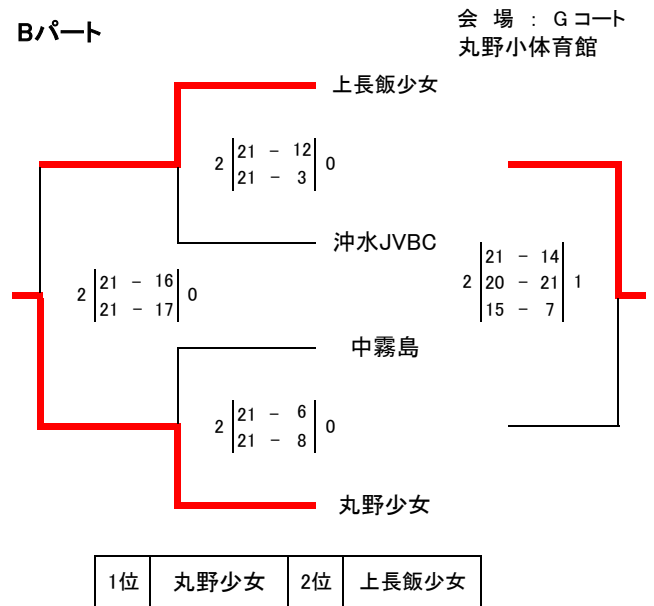 Bパート
会 場 : Gコート
丸野小体育館
上長飯少女
2 21 - 12 0
21 - 3
沖水JVBC
2 21 - 16 0
21 - 17
21 - 14
2 20 - 21 1
15 - 7
中霧島
2 21 - 6 0
21 - 8
丸野少女
1位 丸野少女 2位 上長飯少女